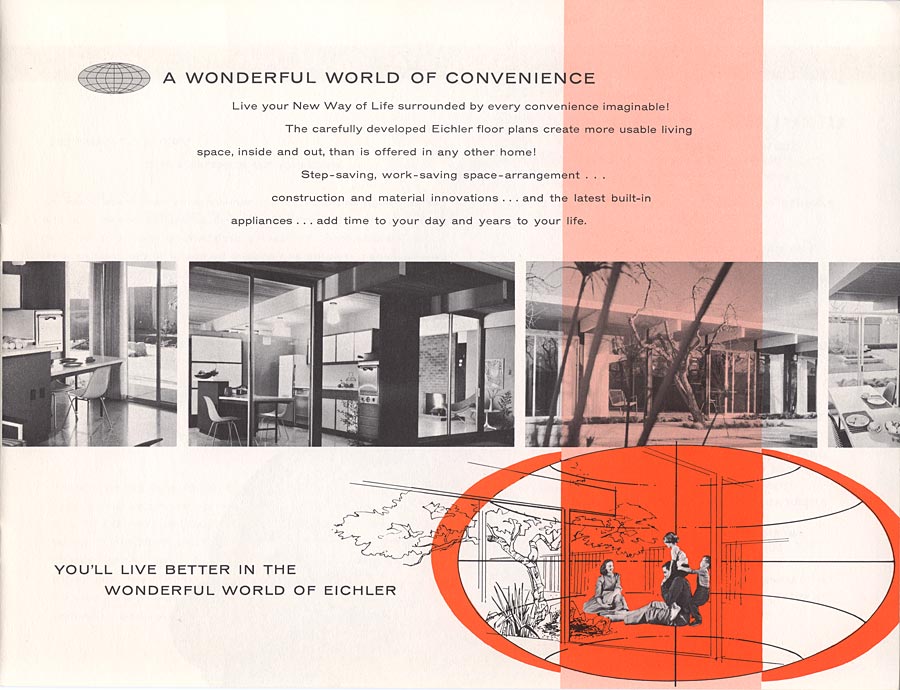 A WONDERFUL WORLD OF CONVENIENCE
Live your New Way of Life surrounded by every convenience imaginable!
The carefully developed Eichler floor plans create more usable living
space, inside and out, than is offered in any other home!
Step-saving, work-saving space-arrangement . . .
construction and material innovations . . . and the latest built-in
appliances . . . add time to your day and years to your life.
YOU'LL LIVE BETTER IN THE
WONDERFUL WORLD OF EICHLER